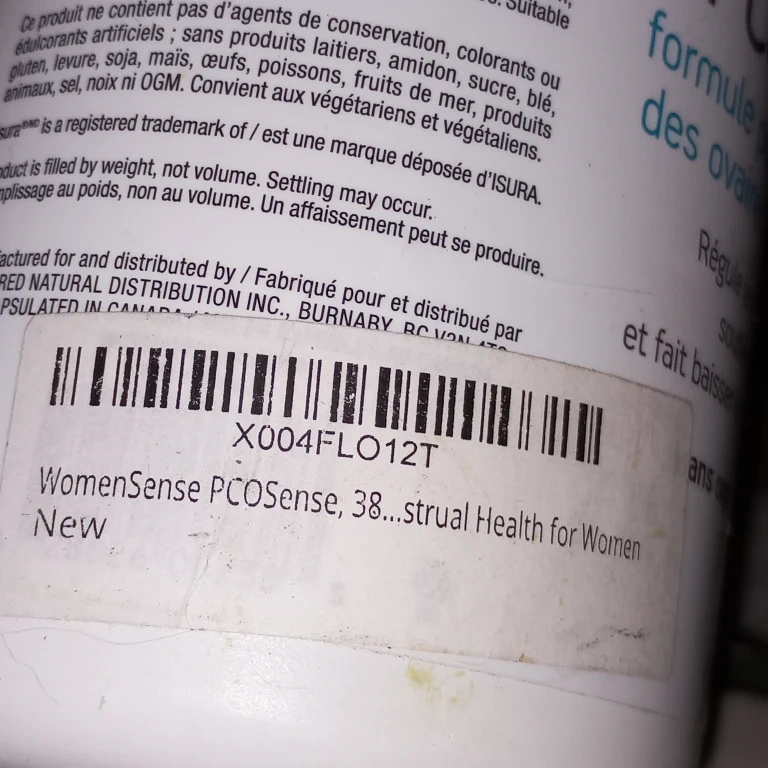 Suitable
Ce produit ne contient pas d'agents de conservation, colorants ou
édulcorants artificiels ; sans produits laitiers, amidon, sucre, blé,
gluten, levure, soja, maïs, œufs, poissons, fruits de mer, produits
animaux, sel, noix ni OGM. Convient aux végétariens et végétaliens.
is a registered trademark of / est une marque déposée d'ISURA.
is filled by weight, not volume. Settling may occur.
au poids, non au volume. Un affaissement peut se produire.
for and distributed by / Fabriqué pour et distribué par
NATURAL DISTRIBUTION INC., BURNABY, BC
IN CANADA
formule
des
et fait
X004FLO12T
WomenSense PCOSense, 38...strual Health for Women
New